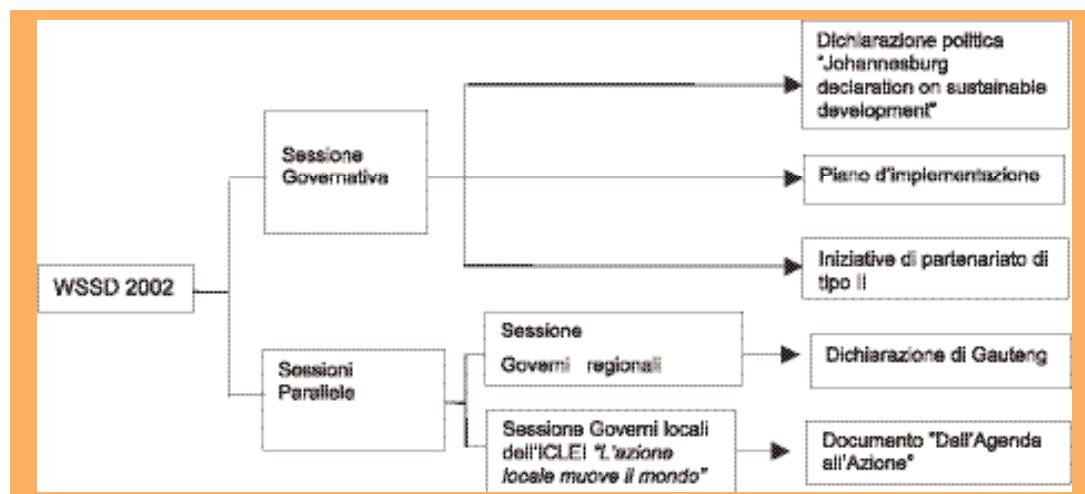 Dichiarazione politica
"Johannesburg
declaration on sustainable
development"
Sessione
Governativa
Piano d'implementazione
Iniziative di partenariato di
tipo II
WSSD 2002
Sessioni
Parallele
Sessione
Governi regionali
Dichiarazione di Gauteng
Sessione Governi locali
dell'ICLEI "L'azione
locale muove il mondo"
Documento "Dall'Agenda
all'Azione"